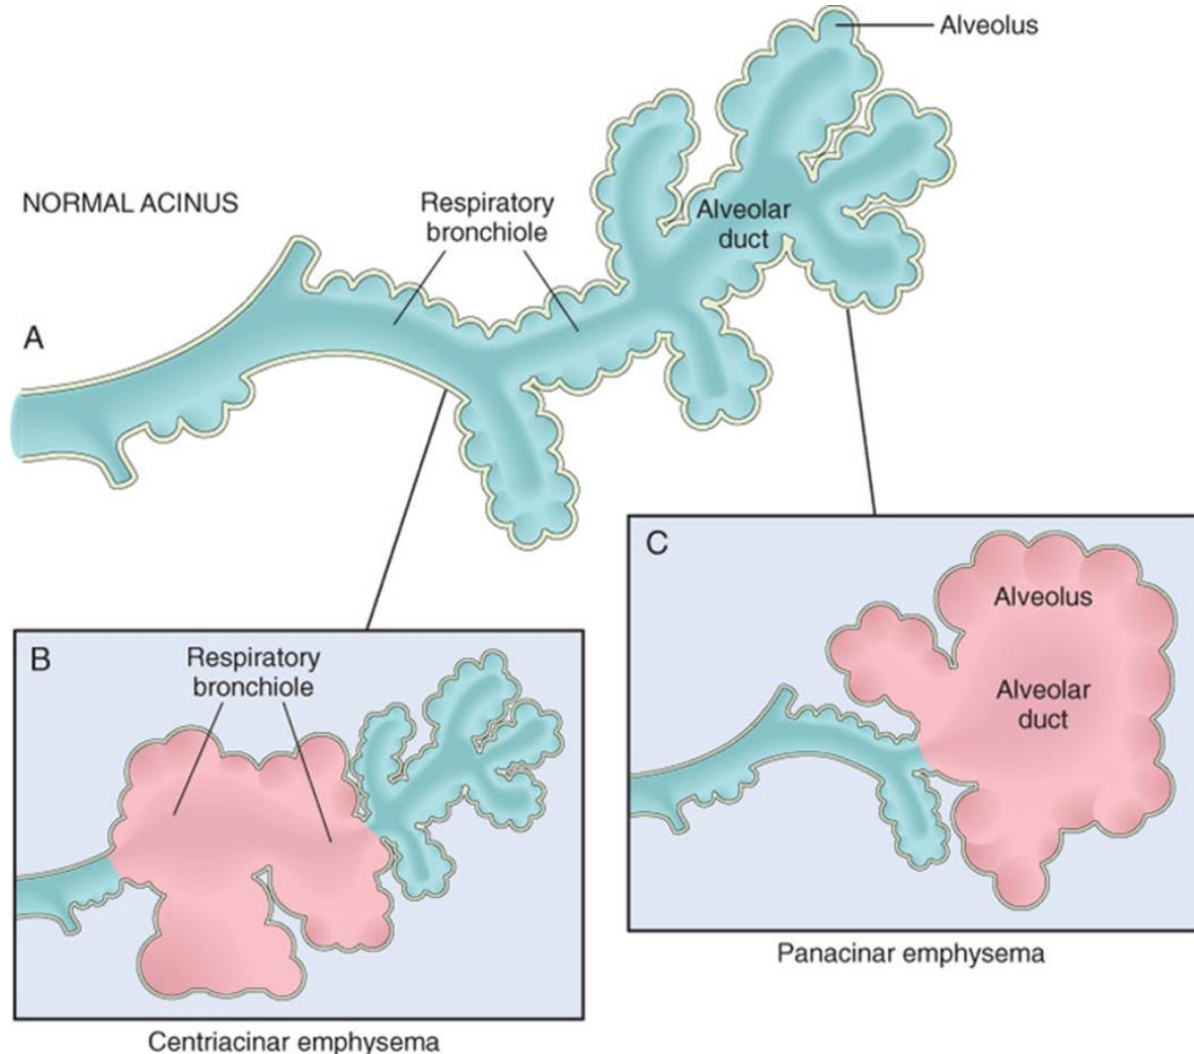 Alveolus
NORMAL ACINUS
Respiratory
bronchiole
Alveolar
duct
A
B
Respiratory
bronchiole
Centriacinar emphysema
C
Alveolus
Alveolar
duct
Panacinar emphysema